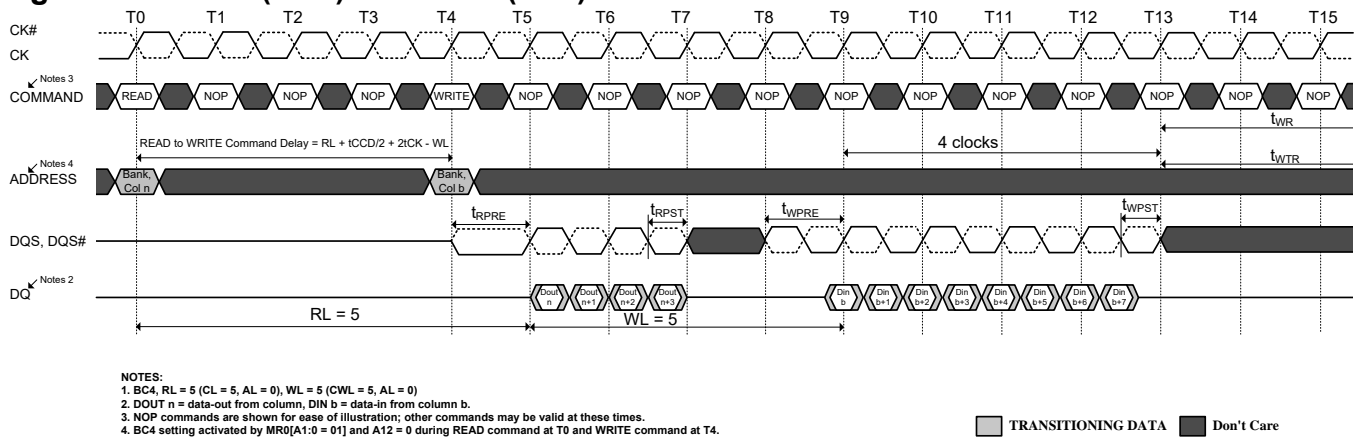 T0 T1 T2 T3 T4 T5 T6 T7 T8 T9 T10 T11 T12 T13 T14 T15
CK#
CK
Notes 3
COMMAND READ NOP NOP NOP WRITE NOP NOP NOP NOP NOP NOP NOP NOP NOP NOP NOP
tWR
READ to WRITE Command Delay = RL + tCCD/2 + 2tCK - WL
4 clocks
Notes 4
tWTR
ADDRESS
Bank, Col n
Bank, Col b
tRPRE tRPST tWPRE tWPST
DQS, DQS#
Notes 2
DQ
Dout n
Dout n+1
Dout n+2
Dout n+3
Din b
Din b+1
Din b+2
Din b+3
Din b+4
Din b+5
Din b+6
Din b+7
RL = 5 WL = 5
NOTES:
1. BC4, RL = 5 (CL = 5, AL = 0), WL = 5 (CWL = 5, AL = 0)
2. DOUT n = data-out from column, DIN b = data-in from column b.
3. NOP commands are shown for ease of illustration; other commands may be valid at these times.
4. BC4 setting activated by MR0[A1:0 = 01] and A12 = 0 during READ command at T0 and WRITE command at T4.
TRANSITIONING DATA Don't Care